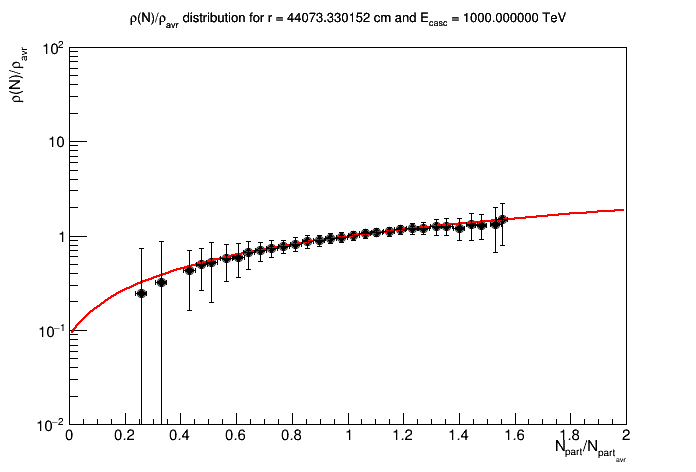 ρ(N)/ρavr distribution for r = 44073.330152 cm and Ecasc = 1000.000000 TeV
ρ(N)/ρavr
10²
10
1
10⁻¹
10⁻²
0 0.2 0.4 0.6 0.8 1 1.2 1.4 1.6 1.8 2
Npart/Npartavr